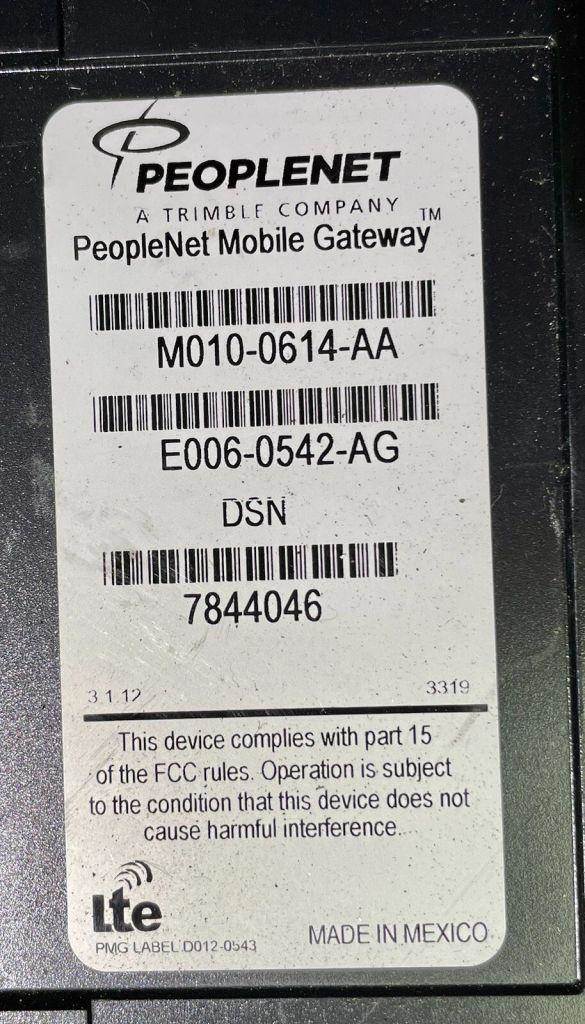 PEOPLENET
A TRIMBLE COMPANY
PeopleNet Mobile Gateway™
M010-0614-AA
E006-0542-AG
DSN
7844046
3.1.12 3319
This device complies with part 15
of the FCC rules. Operation is subject
to the condition that this device does not
cause harmful interference.
Lte
PMG LABEL D012-0543 MADE IN MEXICO